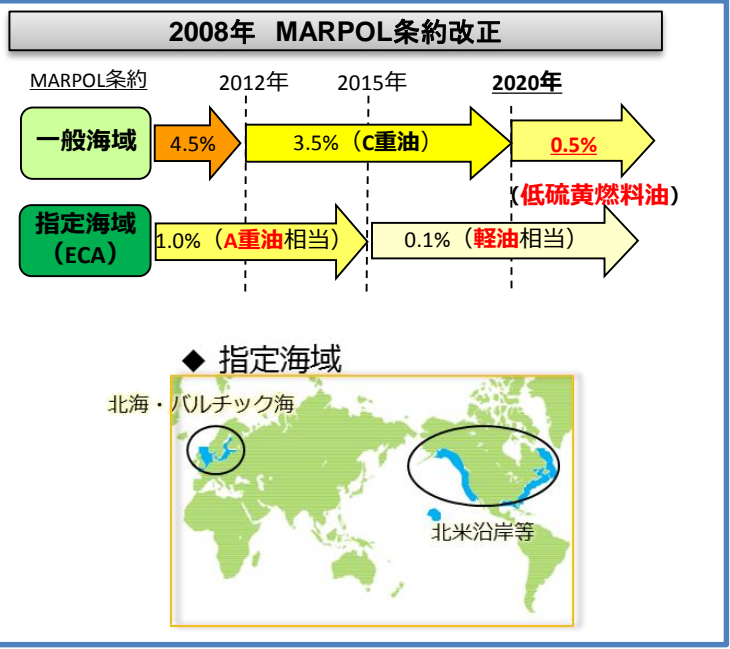 2008年 MARPOL条約改正
MARPOL条約 2012年 2015年 2020年
一般海域 4.5% 3.5%（C重油） 0.5%
(低硫黄燃料油)
指定海域
（ECA） 1.0%（A重油相当） 0.1%（軽油相当）
◆ 指定海域
北海・バルチック海
北米沿岸等